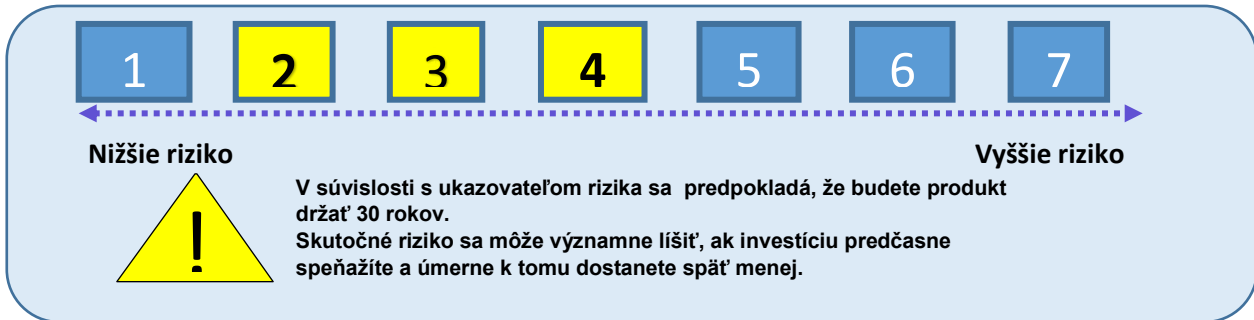 1 2 3 4 5 6 7
Nižšie riziko Vyššie riziko
!
V súvislosti s ukazovateľom rizika sa predpokladá, že budete produkt
držať 30 rokov.
Skutočné riziko sa môže významne líšiť, ak investíciu predčasne
speňažíte a úmerne k tomu dostanete späť menej.